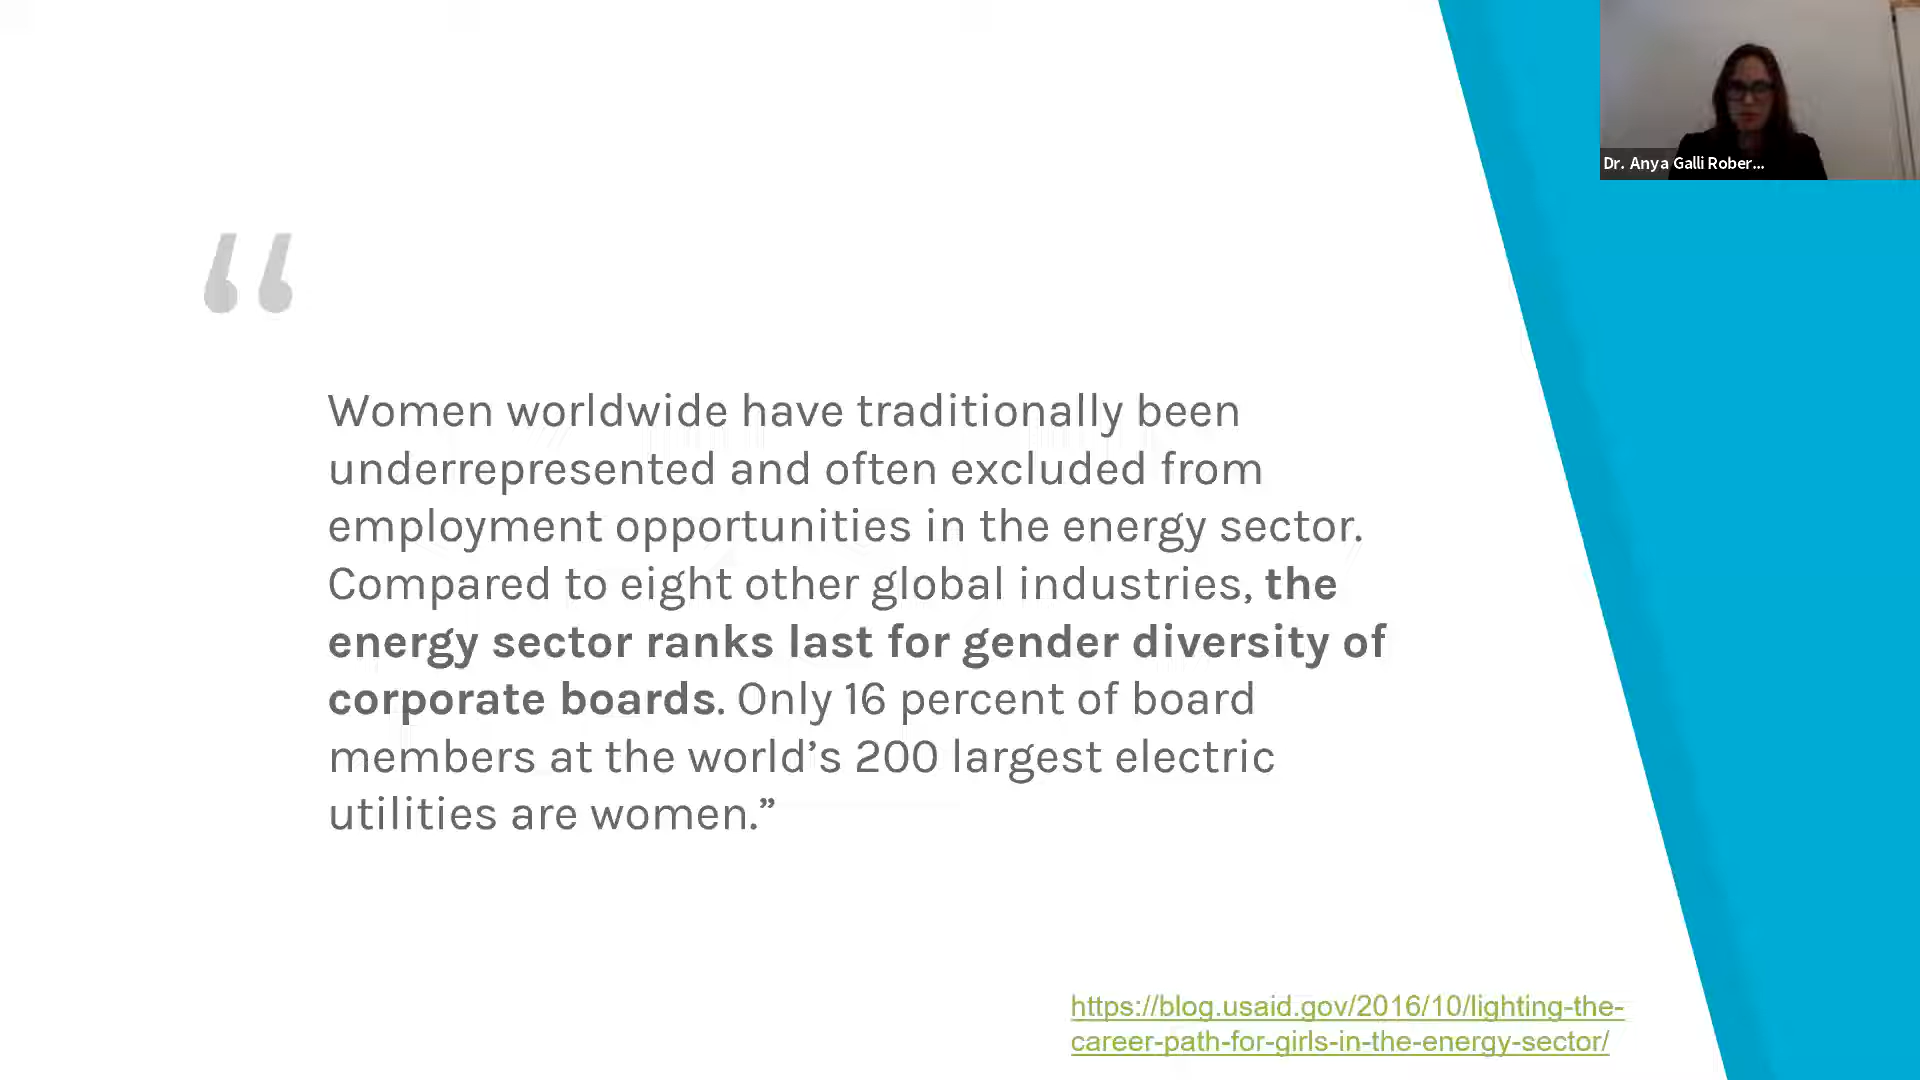 Dr. Anya Galli Rober...
“
Women worldwide have traditionally been
underrepresented and often excluded from
employment opportunities in the energy sector.
Compared to eight other global industries, the
energy sector ranks last for gender diversity of
corporate boards. Only 16 percent of board
members at the world’s 200 largest electric
utilities are women.”
https://blog.usaid.gov/2016/10/lighting-the-
career-path-for-girls-in-the-energy-sector/